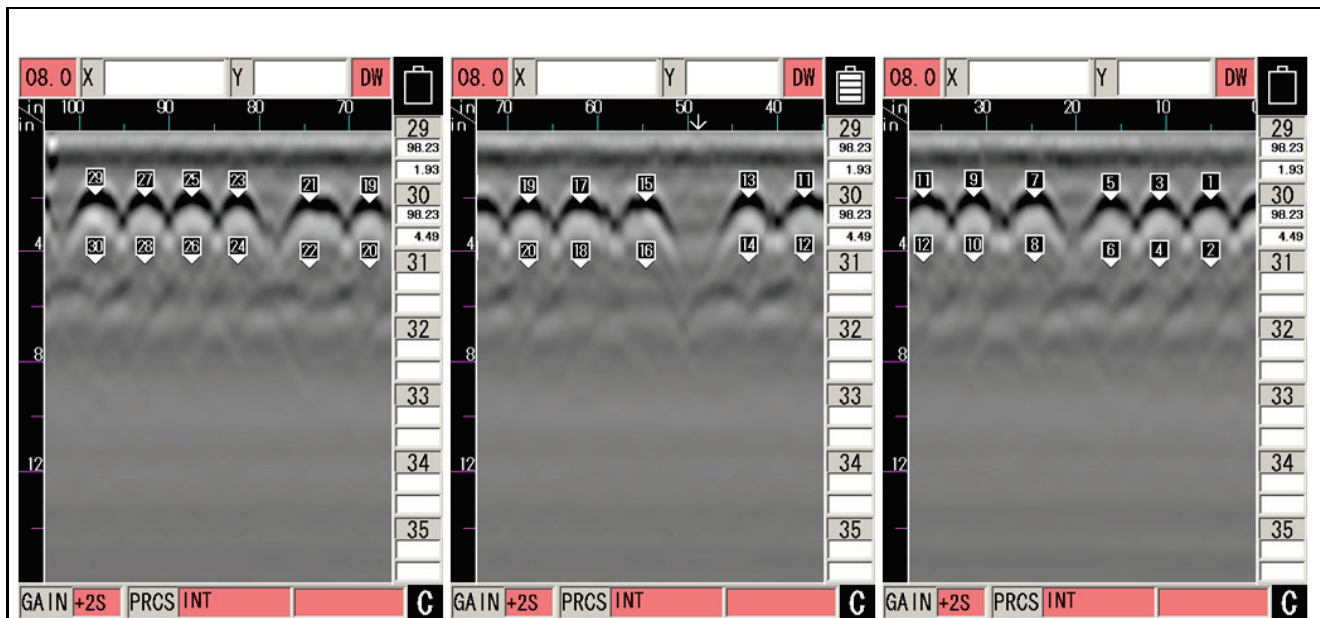 08.0 X Y DW
in 100 90 80 70
in
29
98.23
1.93
29 27 25 23 21 19
30
98.23
4.49
30 28 26 24 22 20
4
31
32
8
33
12
34
35
GAIN +2S PRCS INT C
08.0 X Y DW
in 70 60 50 40
in
29
98.23
1.93
19 17 15 13 11
30
98.23
4.49
20 18 16 14 12
4
31
32
8
33
12
34
35
GAIN +2S PRCS INT C
08.0 X Y DW
in 30 20 10 0
in
29
98.23
1.93
11 9 7 5 3 1
30
98.23
4.49
12 10 8 6 4 2
4
31
32
8
33
12
34
35
GAIN +2S PRCS INT C